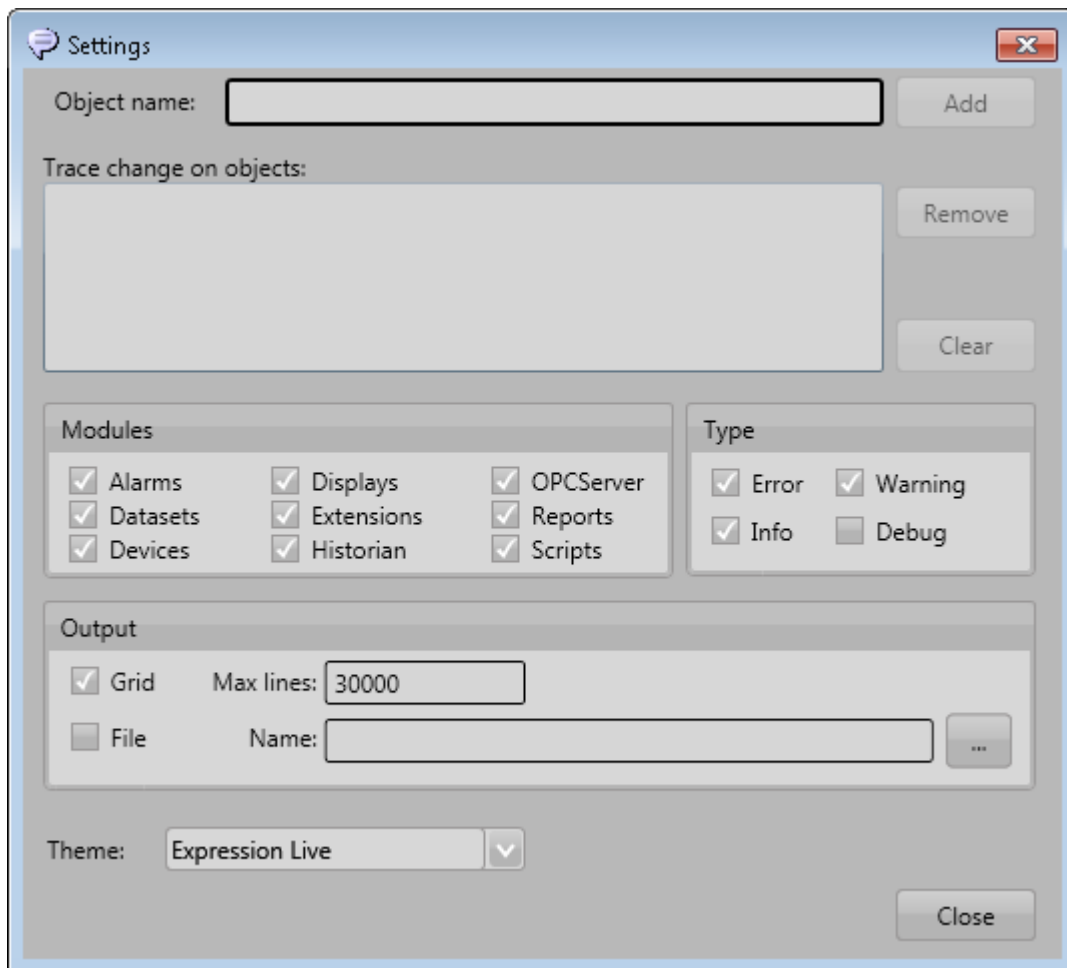 Settings
Object name: Add
Trace change on objects:
Remove
Clear
Modules Type
Alarms Displays OPCServer Error Warning
Datasets Extensions Reports
Info Debug
Devices Historian Scripts
Output
Grid Max lines: 30000
File Name: ...
Theme: Expression Live
Close